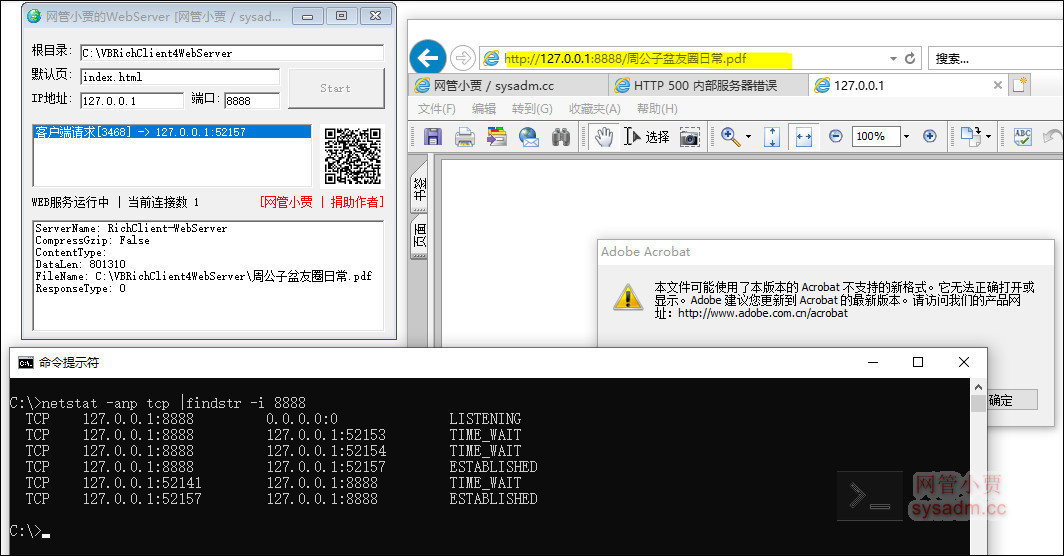 网管小贾的WebServer [网管小贾 / sysad...
根目录: C:\VBRichClient4WebServer
默认页: index.html
IP地址: 127.0.0.1 端口: 8888
Start
客户端请求[3468] -> 127.0.0.1:52157
WEB服务运行中 | 当前连接数 1 [网管小贾 | 捐助作者]
ServerName: RichClient-WebServer
CompressGzip: False
ContentType:
DataLen: 801310
FileName: C:\VBRichClient4WebServer\周公子盆友圈日常.pdf
ResponseType: 0
http://127.0.0.1:8888/周公子盆友圈日常.pdf
搜索...
网管小贾 / sysadm.cc
HTTP 500 内部服务器错误
127.0.0.1
文件(F) 编辑 转到(G) 收藏夹(A) 帮助(H)
选择
100%
ABC
书签
页面
Adobe Acrobat
本文件可能使用了本版本的 Acrobat 不支持的新格式。它无法正确打开或
显示。Adobe 建议您更新到 Acrobat 的最新版本。请访问我们的产品网
址：http://www.adobe.com.cn/acrobat
确定
命令提示符
C:\>netstat -anp tcp |findstr -i 8888
TCP 127.0.0.1:8888 0.0.0.0:0 LISTENING
TCP 127.0.0.1:8888 127.0.0.1:52153 TIME_WAIT
TCP 127.0.0.1:8888 127.0.0.1:52154 TIME_WAIT
TCP 127.0.0.1:8888 127.0.0.1:52157 ESTABLISHED
TCP 127.0.0.1:52141 127.0.0.1:8888 TIME_WAIT
TCP 127.0.0.1:52157 127.0.0.1:8888 ESTABLISHED
C:\>
网管小贾
sysadm.cc